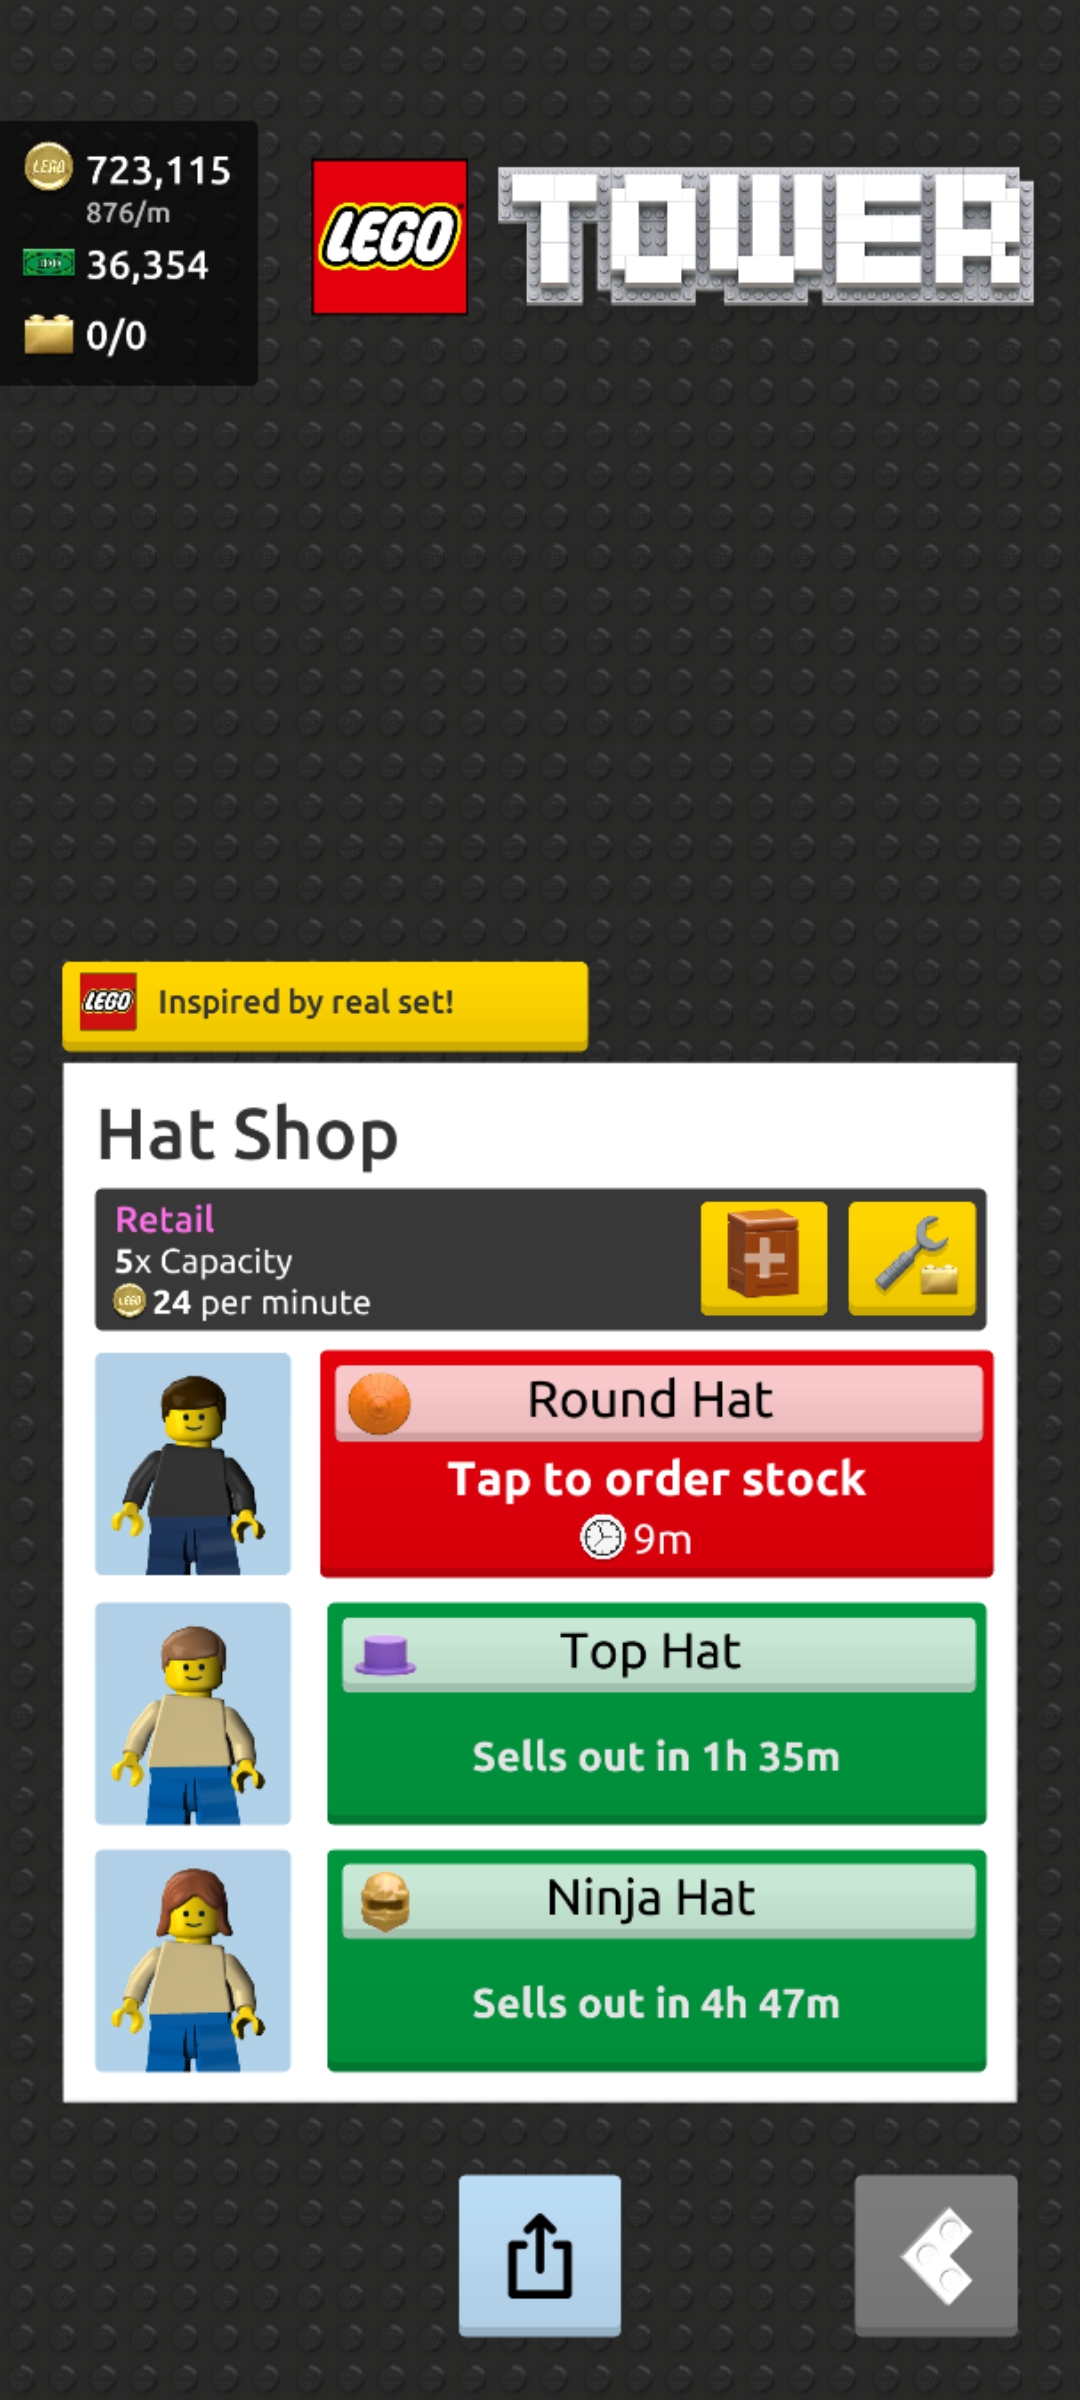 723,115
876/m
36,354
0/0
LEGO TOWER
LEGO Inspired by real set!
Hat Shop
Retail
5x Capacity
24 per minute
Round Hat
Tap to order stock
9m
Top Hat
Sells out in 1h 35m
Ninja Hat
Sells out in 4h 47m